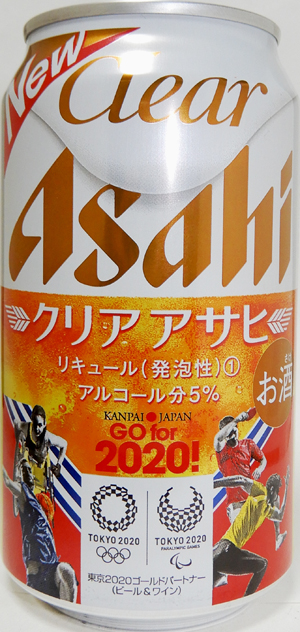 New
Clear
Asahi
クリア アサヒ
リキュール(発泡性)①
アルコール分5%
おさけ
お酒
KANPAI JAPAN
GO for
2020!
TOKYO 2020
TOKYO 2020
PARALYMPIC GAMES
東京2020ゴールドパートナー
(ビール&ワイン)